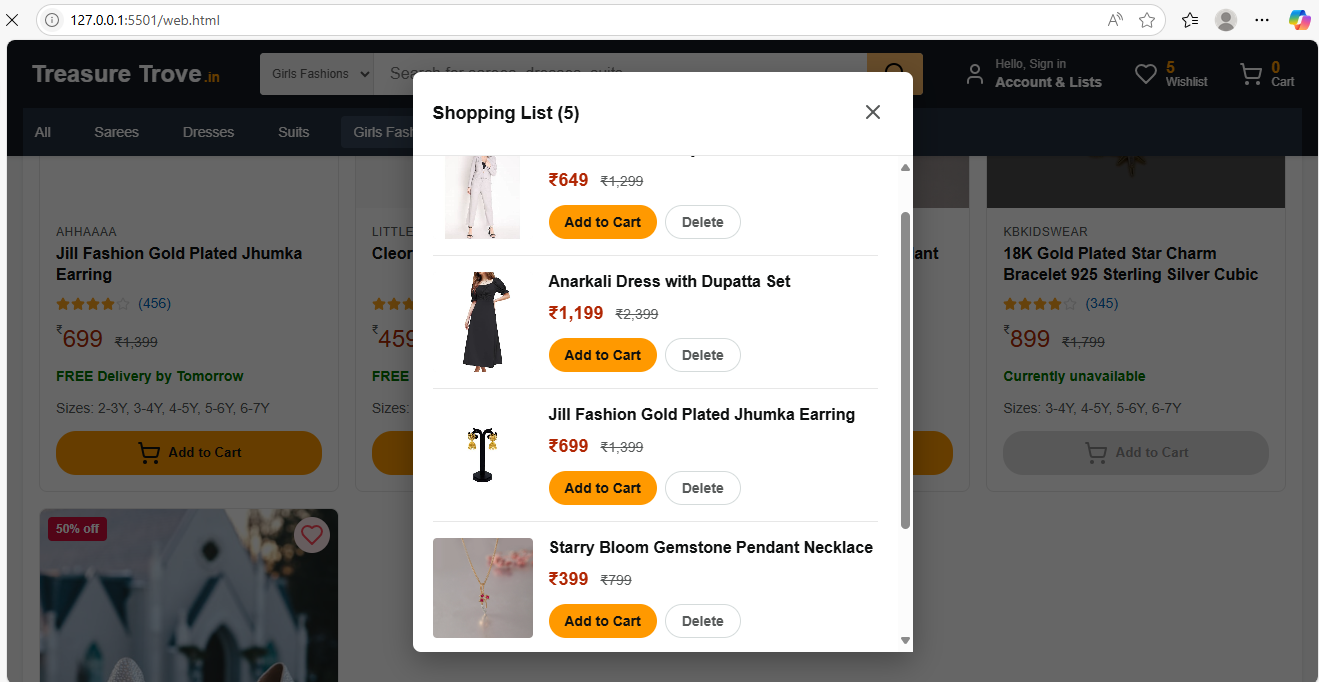 127.0.0.1:5501/web.html
Treasure Trove.in
Girls Fashions
Search for sarees, dresses, suits
Hello, Sign in
Account & Lists
5
Wishlist
0
Cart
All
Sarees
Dresses
Suits
Girls Fash
Shopping List (5)
₹649 ₹1,299
Add to Cart
Delete
Anarkali Dress with Dupatta Set
₹1,199 ₹2,399
Add to Cart
Delete
Jill Fashion Gold Plated Jhumka Earring
₹699 ₹1,399
Add to Cart
Delete
Starry Bloom Gemstone Pendant Necklace
₹399 ₹799
Add to Cart
Delete
AHHAAAA
Jill Fashion Gold Plated Jhumka
Earring
(456)
₹699 ₹1,399
FREE Delivery by Tomorrow
Sizes: 2-3Y, 3-4Y, 4-5Y, 5-6Y, 6-7Y
Add to Cart
LITTLE
Cleor
₹459
FREE
Sizes:
KBKIDSWEAR
18K Gold Plated Star Charm
Bracelet 925 Sterling Silver Cubic
(345)
₹899 ₹1,799
Currently unavailable
Sizes: 3-4Y, 4-5Y, 5-6Y, 6-7Y
Add to Cart
50% off